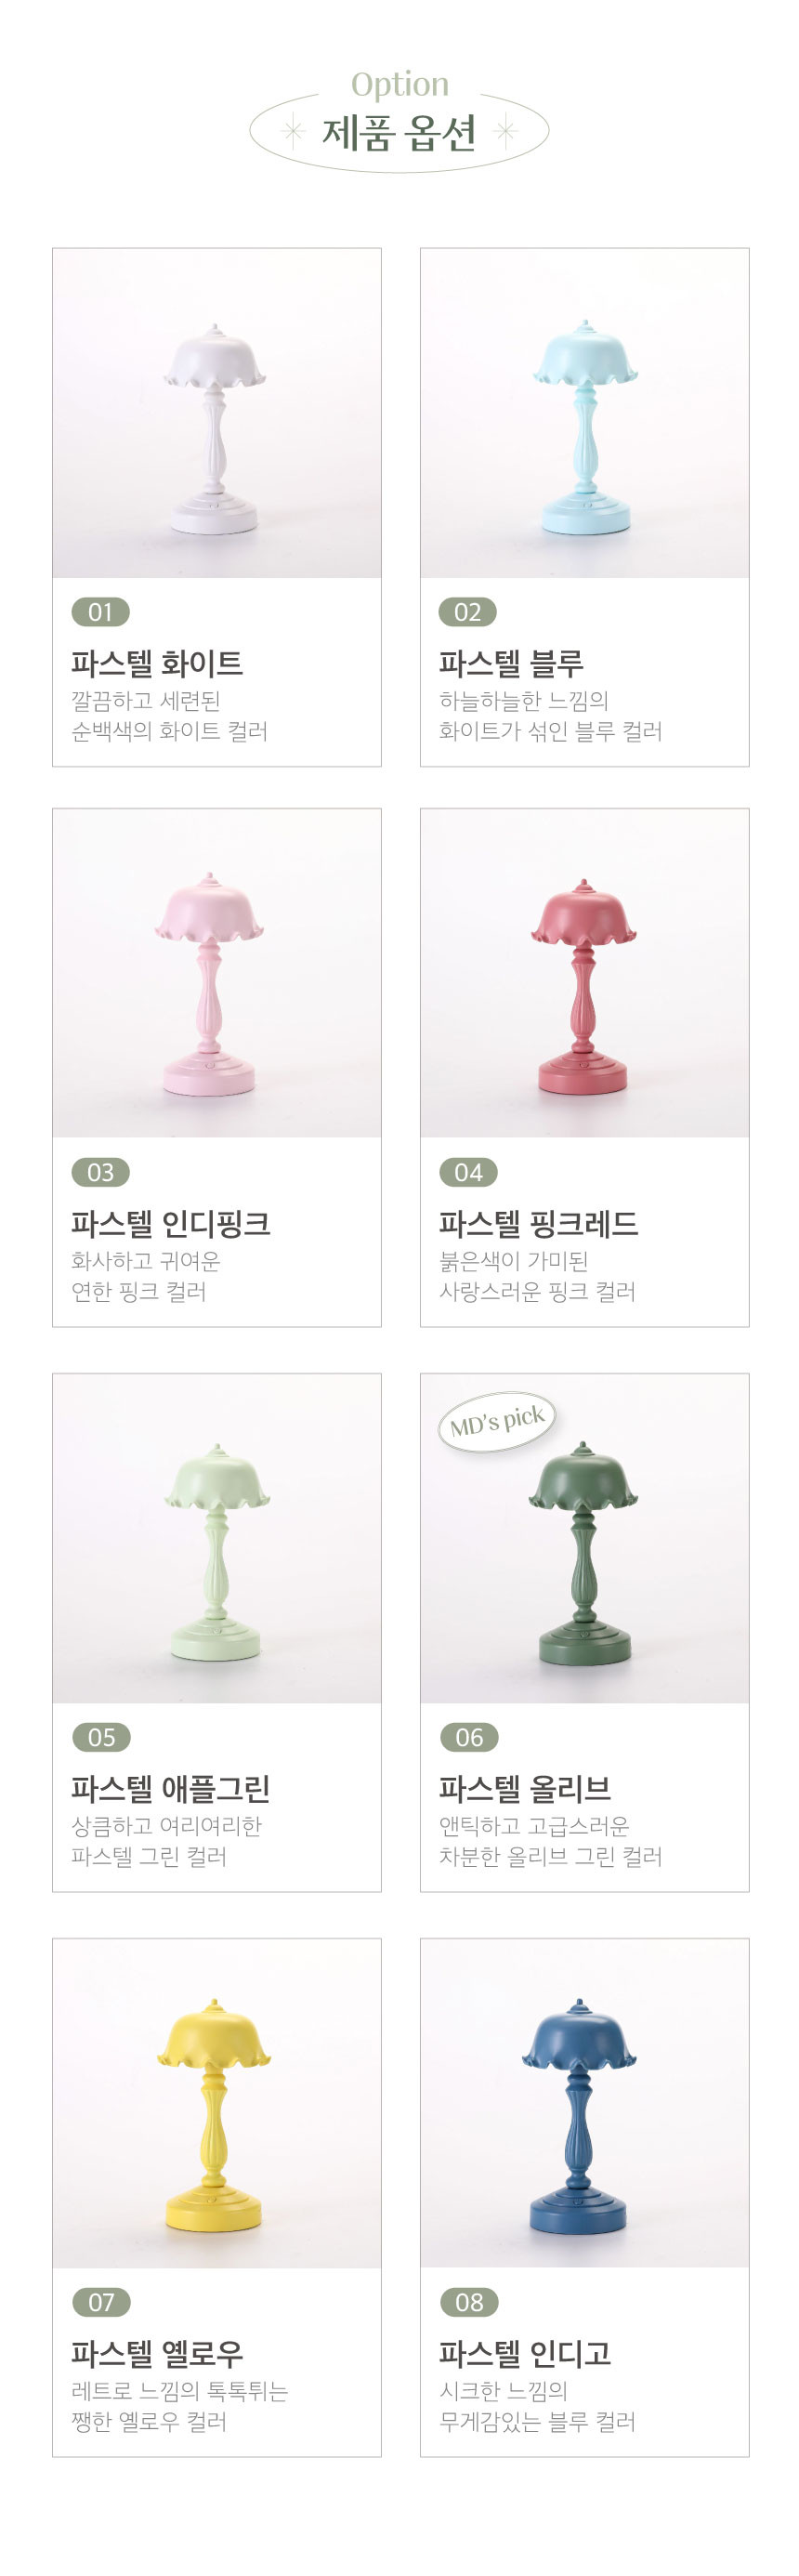 Option
제품 옵션
01
파스텔 화이트
깔끔하고 세련된
순백색의 화이트 컬러
02
파스텔 블루
하늘하늘한 느낌의
화이트가 섞인 블루 컬러
03
파스텔 인디핑크
화사하고 귀여운
연한 핑크 컬러
04
파스텔 핑크레드
붉은색이 가미된
사랑스러운 핑크 컬러
05
파스텔 애플그린
상큼하고 여리여리한
파스텔 그린 컬러
MD's pick
06
파스텔 올리브
앤틱하고 고급스러운
차분한 올리브 그린 컬러
07
파스텔 옐로우
레트로 느낌의 톡톡튀는
쨍한 옐로우 컬러
08
파스텔 인디고
시크한 느낌의
무게감있는 블루 컬러